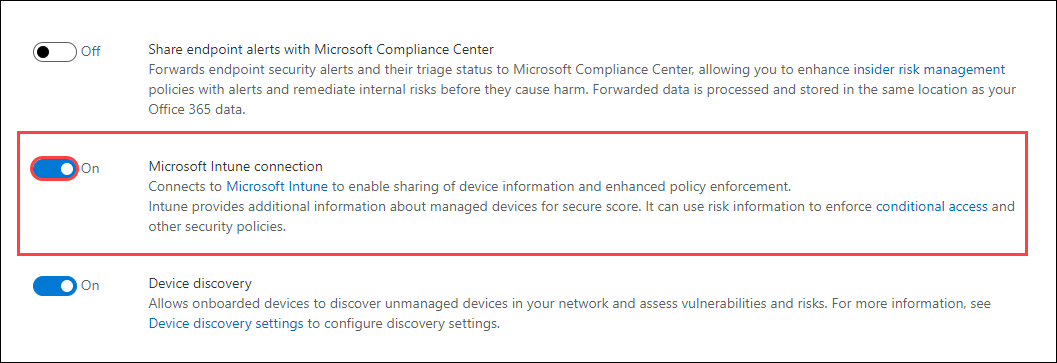 Off
Share endpoint alerts with Microsoft Compliance Center
Forwards endpoint security alerts and their triage status to Microsoft Compliance Center, allowing you to enhance insider risk management
policies with alerts and remediate internal risks before they cause harm. Forwarded data is processed and stored in the same location as your
Office 365 data.
On
Microsoft Intune connection
Connects to Microsoft Intune to enable sharing of device information and enhanced policy enforcement.
Intune provides additional information about managed devices for secure score. It can use risk information to enforce conditional access and
other security policies.
On
Device discovery
Allows onboarded devices to discover unmanaged devices in your network and assess vulnerabilities and risks. For more information, see
Device discovery settings to configure discovery settings.